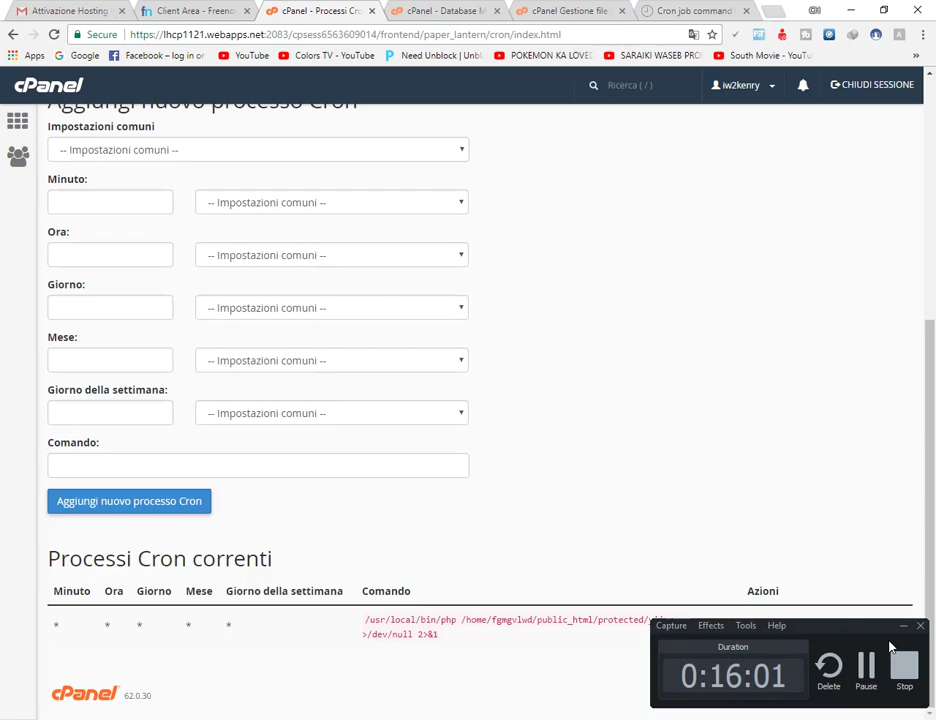 Attivazione Hosting
Client Area - Freeno
cPanel - Processi Cro
cPanel - Database M
cPanel Gestione file
Cron job command
Secure https://lhcp1121.webapps.net:2083/cpsess6563609014/frontend/paper_lantern/cron/index.html
Apps Google Facebook – log in or YouTube Colors TV - YouTube Need Unblock | Unbl POKEMON KA LOVE SARAIKI WASEB PRO South Movie - YouTu »
cPanel Ricerca ( / ) iw2kenry CHIUDI SESSIONE
Aggiungi nuovo processo Cron
Impostazioni comuni
-- Impostazioni comuni --
Minuto:
-- Impostazioni comuni --
Ora:
-- Impostazioni comuni --
Giorno:
-- Impostazioni comuni --
Mese:
-- Impostazioni comuni --
Giorno della settimana:
-- Impostazioni comuni --
Comando:
Aggiungi nuovo processo Cron
Processi Cron correnti
Minuto Ora Giorno Mese Giorno della settimana Comando Azioni
* * * * * /usr/local/bin/php /home/fgmgvlwd/public_html/protected/
>/dev/null 2>&1
Capture Effects Tools Help
Duration
0:16:01
Delete Pause Stop
cPanel 62.0.30